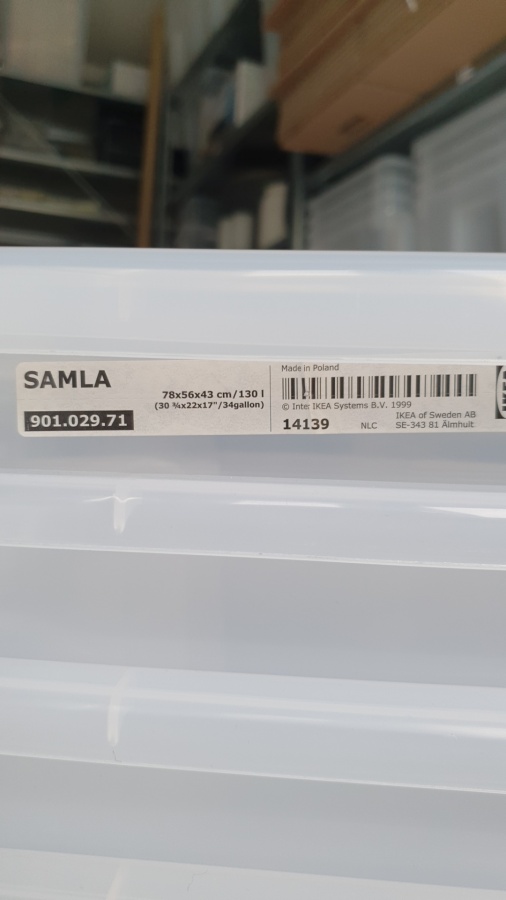 SAMLA
901.029.71
78x56x43 cm/130 l
(30 ¾x22x17"/34gallon)
Made in Poland
© Inter IKEA Systems B.V. 1999
14139
NLC
IKEA of Sweden AB
SE-343 81 Älmhult